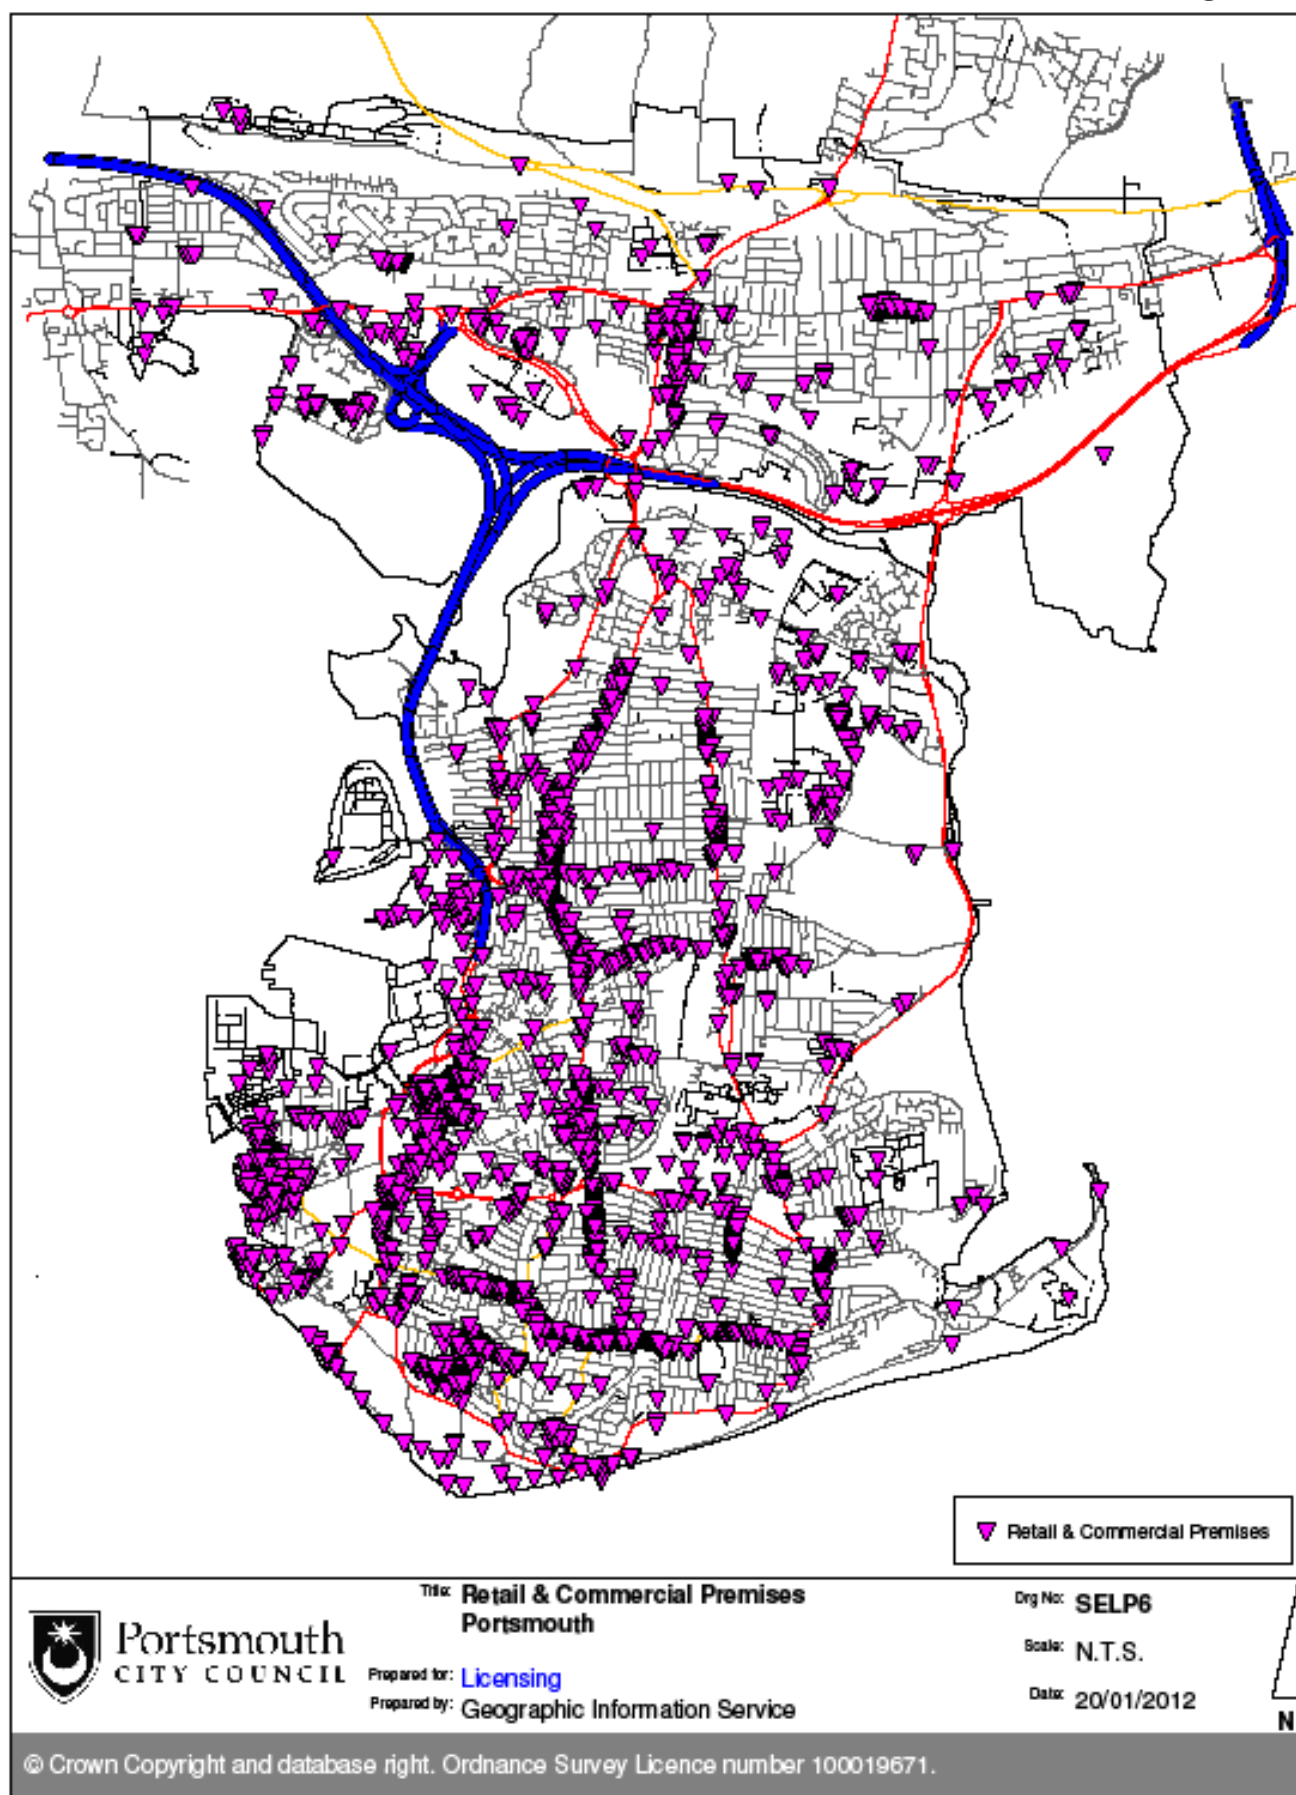 Retail & Commercial Premises
Title: Retail & Commercial Premises
Portsmouth
Portsmouth
CITY COUNCIL
Prepared for: Licensing
Prepared by: Geographic Information Service
Drg No: SELP6
Scale: N.T.S.
Date: 20/01/2012
N
© Crown Copyright and database right. Ordnance Survey Licence number 100019671.